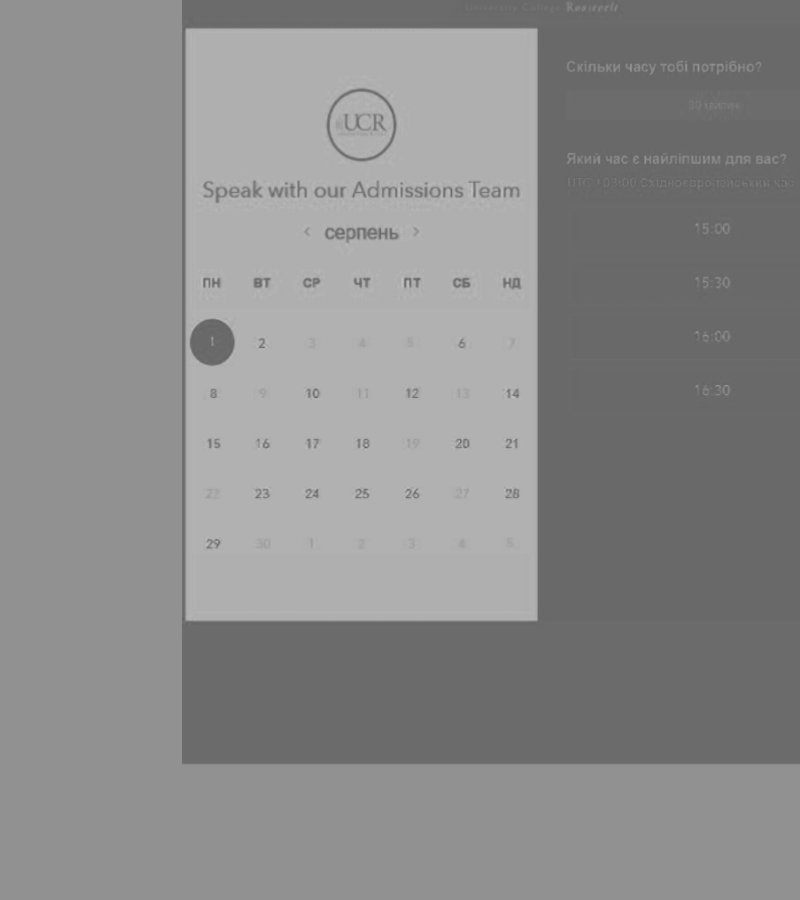 University College Roosevelt
UCR
Speak with our Admissions Team
‹ серпень ›
ПН ВТ СР ЧТ ПТ СБ НД
1 2 3 4 5 6 7
8 9 10 11 12 13 14
15 16 17 18 19 20 21
22 23 24 25 26 27 28
29 30 1 2 3 4 5
Скільки часу тобі потрібно?
30 хвилин
Який час є найліпшим для вас?
UTC +03:00 Східноєвропейський час
15:00
15:30
16:00
16:30